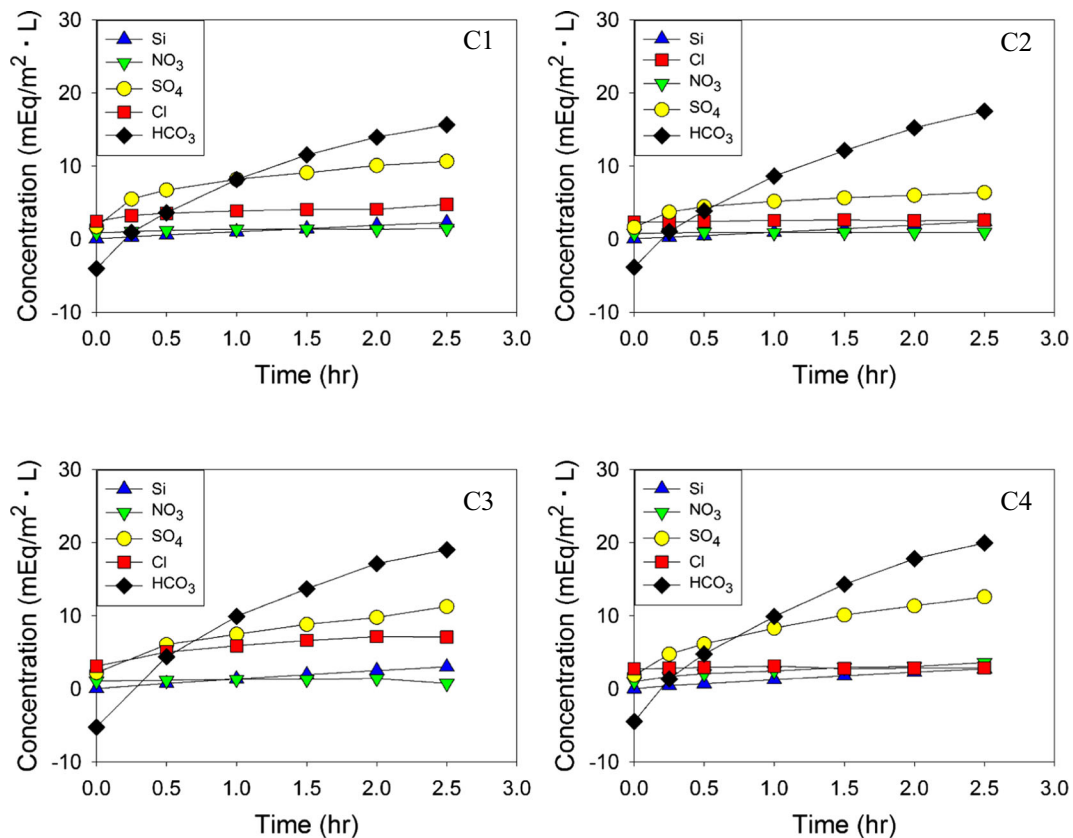 C1
Si
NO₃
SO₄
Cl
HCO₃
Concentration (mEq/m² · L)
30
20
10
0
-10
0.0 0.5 1.0 1.5 2.0 2.5 3.0
Time (hr)
C2
Si
Cl
NO₃
SO₄
HCO₃
Concentration (mEq/m² · L)
30
20
10
0
-10
0.0 0.5 1.0 1.5 2.0 2.5 3.0
Time (hr)
C3
Si
NO₃
SO₄
Cl
HCO₃
Concentration (mEq/m² · L)
30
20
10
0
-10
0.0 0.5 1.0 1.5 2.0 2.5 3.0
Time (hr)
C4
Si
NO₃
SO₄
Cl
HCO₃
Concentration (mEq/m² · L)
30
20
10
0
-10
0.0 0.5 1.0 1.5 2.0 2.5 3.0
Time (hr)